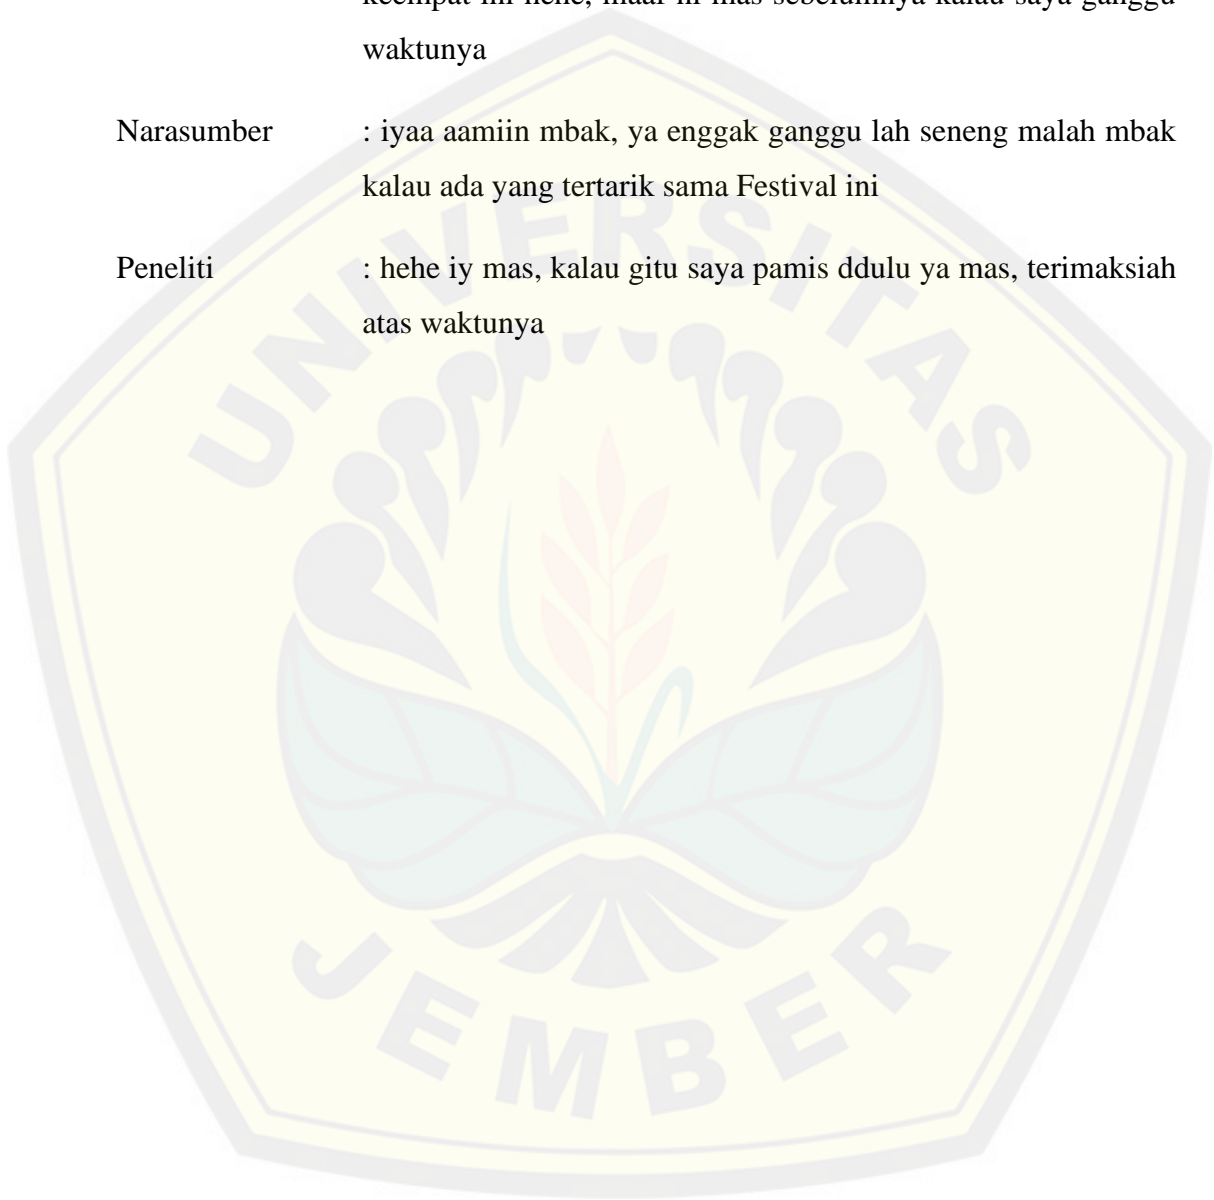 keempat ini hehe, maaf ni mas sebelumnya kalau saya ganggu
waktunya
Narasumber : iyaa aamiin mbak, ya enggak ganggu lah seneng malah mbak
kalau ada yang tertarik sama Festival ini
Peneliti : hehe iy mas, kalau gitu saya pamis ddulu ya mas, terimaksiah
atas waktunya
UNIVERSITAS
JEMBER